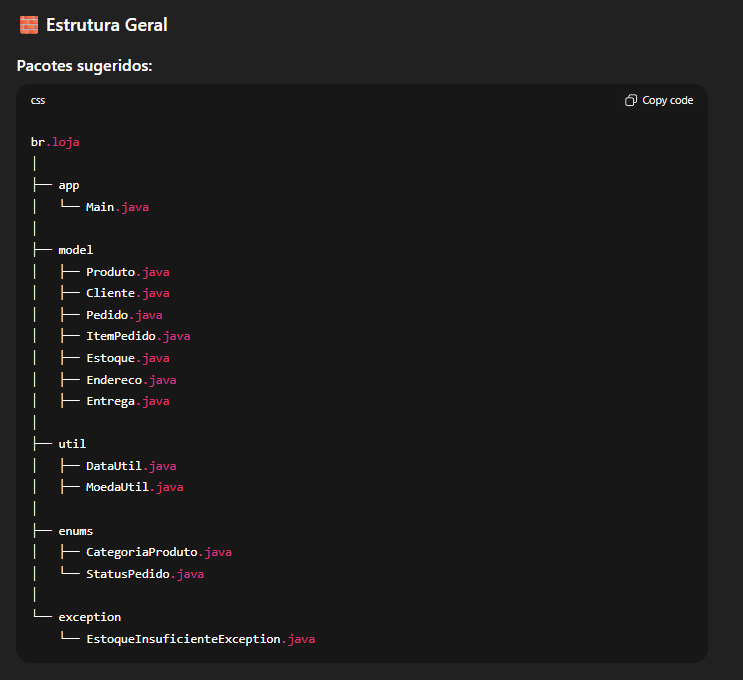 🧱 Estrutura Geral
Pacotes sugeridos:
css
Copy code
br.loja
│
├── app
│   └── Main.java
│
├── model
│   ├── Produto.java
│   ├── Cliente.java
│   ├── Pedido.java
│   ├── ItemPedido.java
│   ├── Estoque.java
│   ├── Endereco.java
│   ├── Entrega.java
│
├── util
│   ├── DataUtil.java
│   ├── MoedaUtil.java
│
├── enums
│   ├── CategoriaProduto.java
│   └── StatusPedido.java
│
└── exception
    └── EstoqueInsuficienteException.java